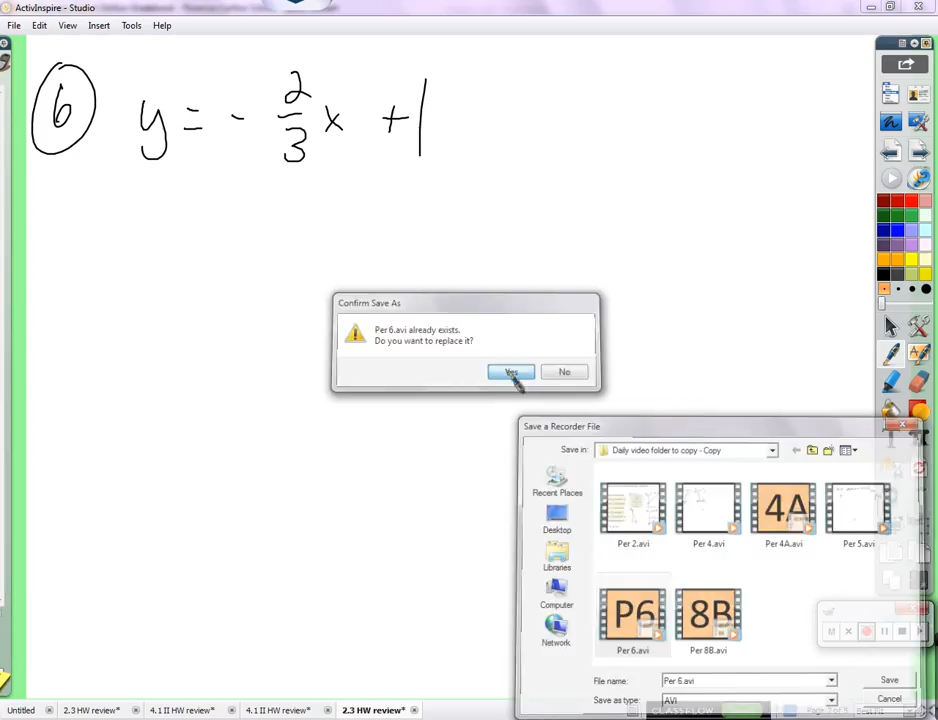 ActivInspire - Studio
File Edit View Insert Tools Help
6 y = - 2/3 x + 1
Confirm Save As
Per 6.avi already exists.
Do you want to replace it?
Yes No
Save a Recorder File
Save in: Daily video folder to copy - Copy
Recent Places
Desktop
Libraries
Computer
Network
4A
Per 2.avi Per 4.avi Per 4A.avi Per 5.avi
P6 8B
Per 6.avi Per 8B.avi
File name: Per 6.avi Save
Save as type: AVI Cancel
M
Untitled 2.3 HW review* 4.1 II HW review* 4.1 II HW review* 2.3 HW review*
CLASSFLOW